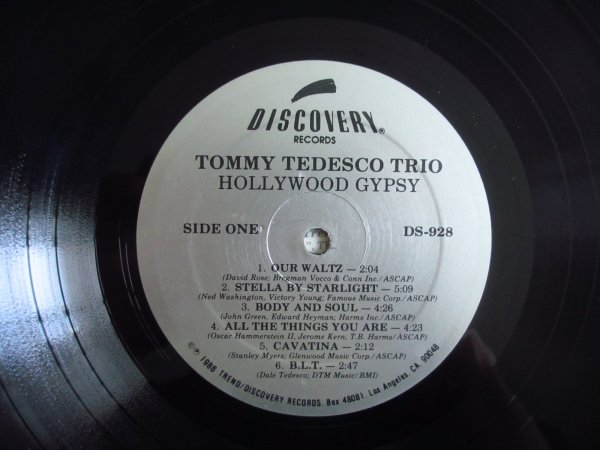 DISCOVERY®
RECORDS
TOMMY TEDESCO TRIO
HOLLYWOOD GYPSY
SIDE ONE DS-928
1. OUR WALTZ — 2:04
(David Rose; Bregman Vocco & Conn Inc./ASCAP)
2. STELLA BY STARLIGHT — 5:09
(Ned Washington, Victory Young; Famous Music Corp./ASCAP)
3. BODY AND SOUL — 4:26
(John Green, Edward Heyman; Harms Inc./ASCAP)
4. ALL THE THINGS YOU ARE — 4:23
(Oscar Hammerstein II, Jerome Kern; T.B. Harms/ASCAP)
5. CAVATINA — 2:12
(Stanley Myers; Glenwood Music Corp./ASCAP)
6. B.L.T. — 2:47
(Dale Tedesco; DTM Music/BMI)
©℗ 1986 TREND/DISCOVERY RECORDS, Box 48081, Los Angeles, CA 90048